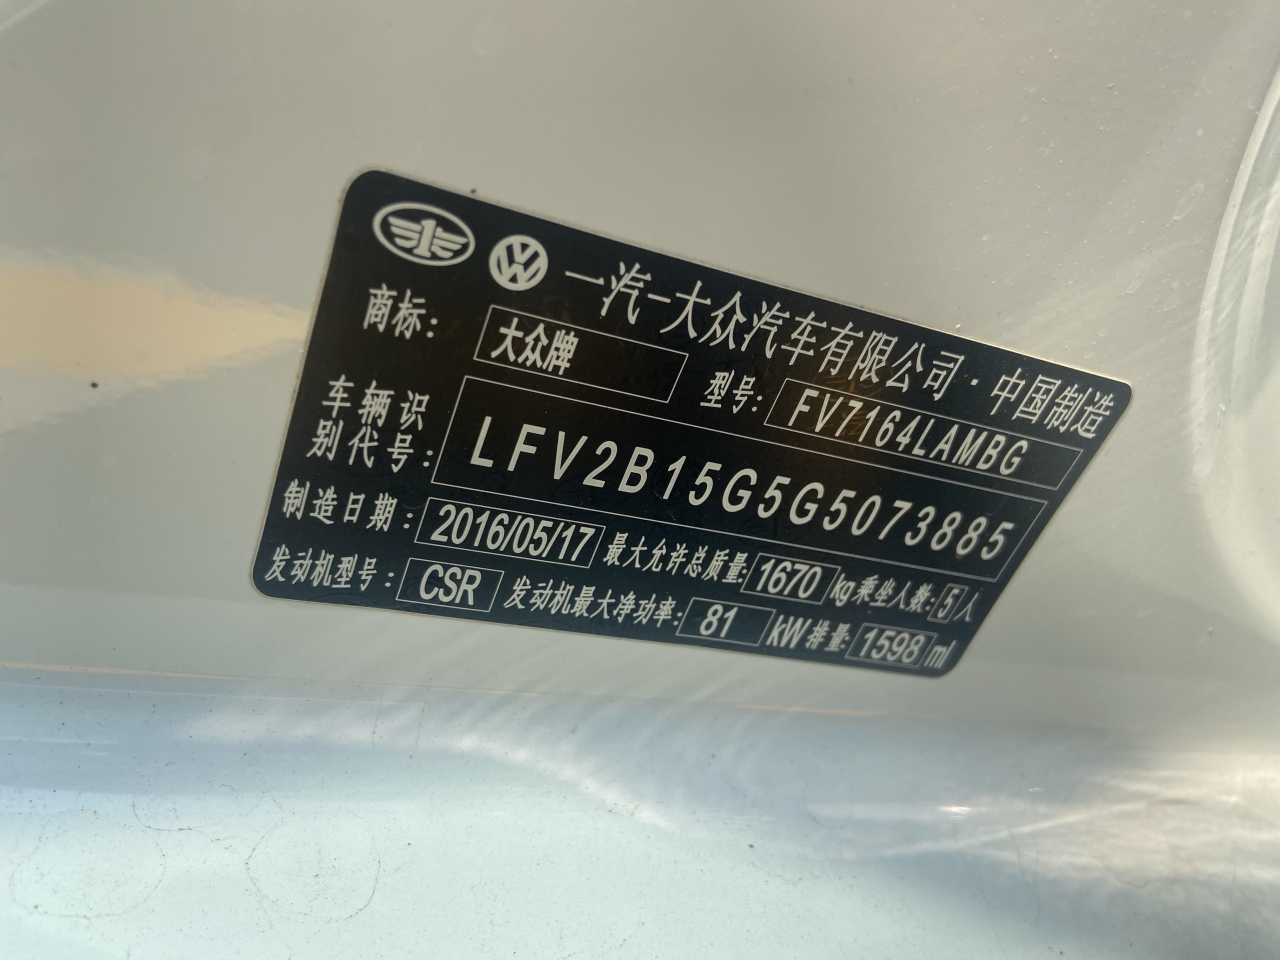 一汽-大众汽车有限公司·中国制造
商标: 大众牌 型号: FV7164LAMBG
车辆识别代号: LFV2B15G5G5073885
制造日期: 2016/05/17 最大允许总质量: 1670 kg 乘坐人数: 5 人
发动机型号: CSR 发动机最大净功率: 81 kW 排量: 1598 ml